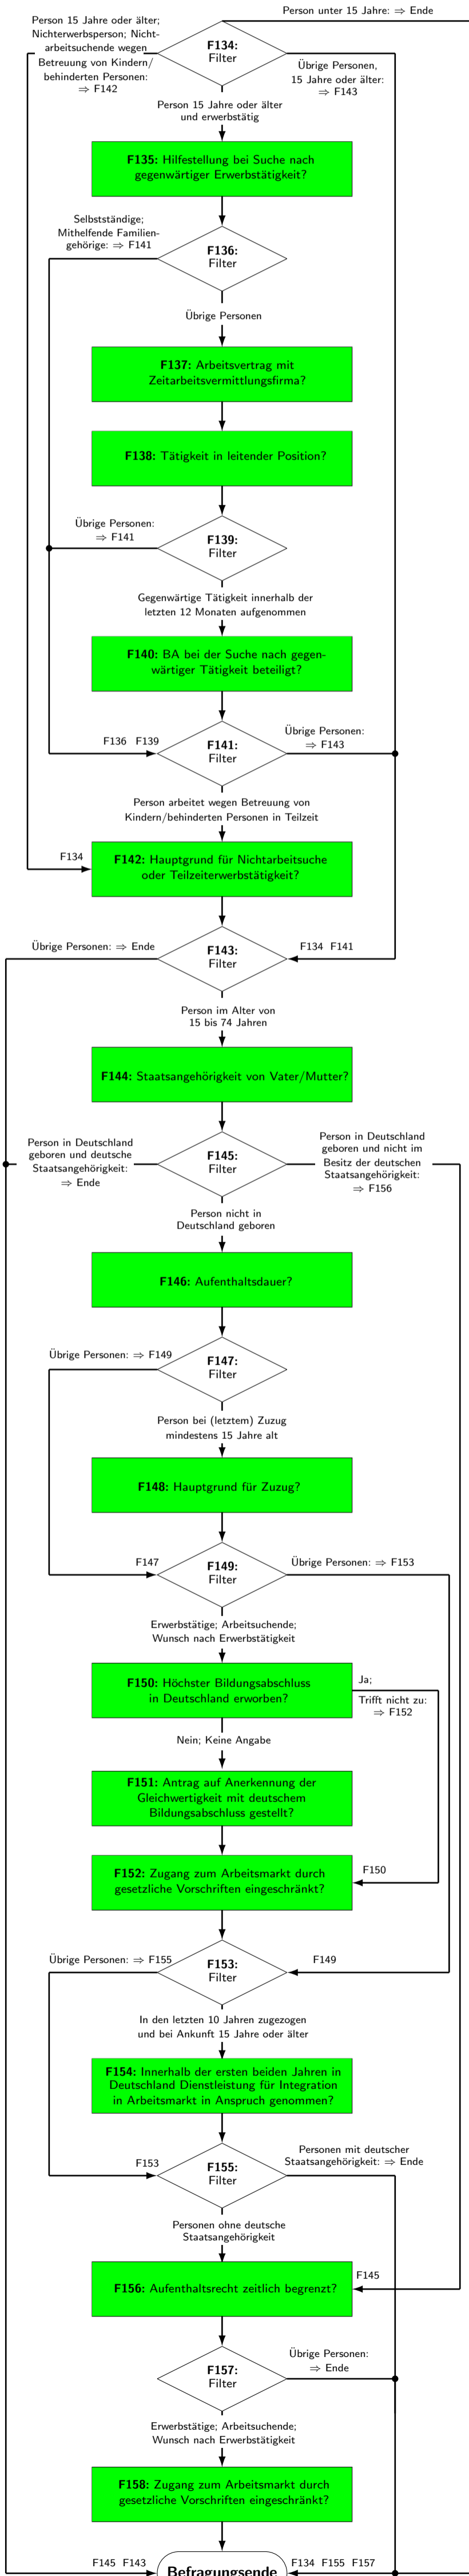 Person unter 15 Jahre: ⇒ Ende
Person 15 Jahre oder älter;
Nichterwerbsperson; Nicht-
arbeitsuchende wegen
Betreuung von Kindern/
behinderten Personen:
⇒ F142
F134:
Filter
Übrige Personen,
15 Jahre oder älter:
⇒ F143
Person 15 Jahre oder älter
und erwerbstätig
F135: Hilfestellung bei Suche nach
gegenwärtiger Erwerbstätigkeit?
Selbstständige;
Mithelfende Familien-
gehörige: ⇒ F141
F136:
Filter
Übrige Personen
F137: Arbeitsvertrag mit
Zeitarbeitsvermittlungsfirma?
F138: Tätigkeit in leitender Position?
Übrige Personen:
⇒ F141
F139:
Filter
Gegenwärtige Tätigkeit innerhalb der
letzten 12 Monaten aufgenommen
F140: BA bei der Suche nach gegen-
wärtiger Tätigkeit beteiligt?
F136 F139
F141:
Filter
Übrige Personen:
⇒ F143
Person arbeitet wegen Betreuung von
Kindern/behinderten Personen in Teilzeit
F134
F142: Hauptgrund für Nichtarbeitsuche
oder Teilzeiterwerbstätigkeit?
Übrige Personen: ⇒ Ende
F143:
Filter
F134 F141
Person im Alter von
15 bis 74 Jahren
F144: Staatsangehörigkeit von Vater/Mutter?
Person in Deutschland
geboren und deutsche
Staatsangehörigkeit:
⇒ Ende
F145:
Filter
Person in Deutschland
geboren und nicht im
Besitz der deutschen
Staatsangehörigkeit:
⇒ F156
Person nicht in
Deutschland geboren
F146: Aufenthaltsdauer?
Übrige Personen: ⇒ F149
F147:
Filter
Person bei (letztem) Zuzug
mindestens 15 Jahre alt
F148: Hauptgrund für Zuzug?
F147
F149:
Filter
Übrige Personen: ⇒ F153
Erwerbstätige; Arbeitsuchende;
Wunsch nach Erwerbstätigkeit
F150: Höchster Bildungsabschluss
in Deutschland erworben?
Ja;
Trifft nicht zu:
⇒ F152
Nein; Keine Angabe
F151: Antrag auf Anerkennung der
Gleichwertigkeit mit deutschem
Bildungsabschluss gestellt?
F152: Zugang zum Arbeitsmarkt durch
gesetzliche Vorschriften eingeschränkt?
F150
Übrige Personen: ⇒ F155
F153:
Filter
F149
In den letzten 10 Jahren zugezogen
und bei Ankunft 15 Jahre oder älter
F154: Innerhalb der ersten beiden Jahren in
Deutschland Dienstleistung für Integration
in Arbeitsmarkt in Anspruch genommen?
F153
F155:
Filter
Personen mit deutscher
Staatsangehörigkeit: ⇒ Ende
Personen ohne deutsche
Staatsangehörigkeit
F156: Aufenthaltsrecht zeitlich begrenzt?
F145
F157:
Filter
Übrige Personen:
⇒ Ende
Erwerbstätige; Arbeitsuchende;
Wunsch nach Erwerbstätigkeit
F158: Zugang zum Arbeitsmarkt durch
gesetzliche Vorschriften eingeschränkt?
F145 F143
Befragungsende
F134 F155 F157